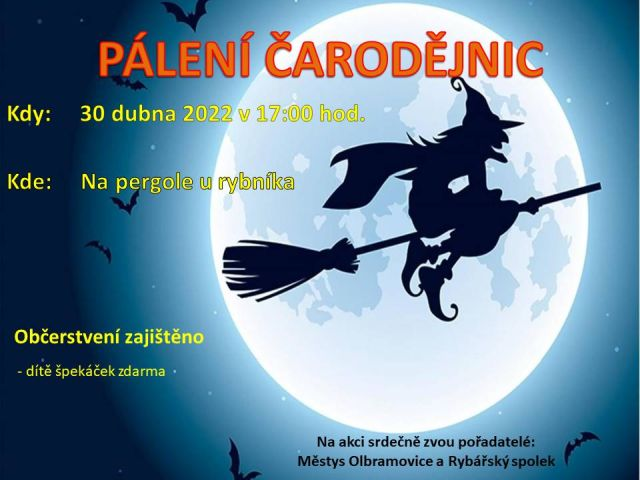 PÁLENÍ ČARODĚJNIC
Kdy: 30 dubna 2022 v 17:00 hod.
Kde: Na pergole u rybníka
Občerstvení zajištěno
- dítě špekáček zdarma
Na akci srdečně zvou pořadatelé:
Městys Olbramovice a Rybářský spolek